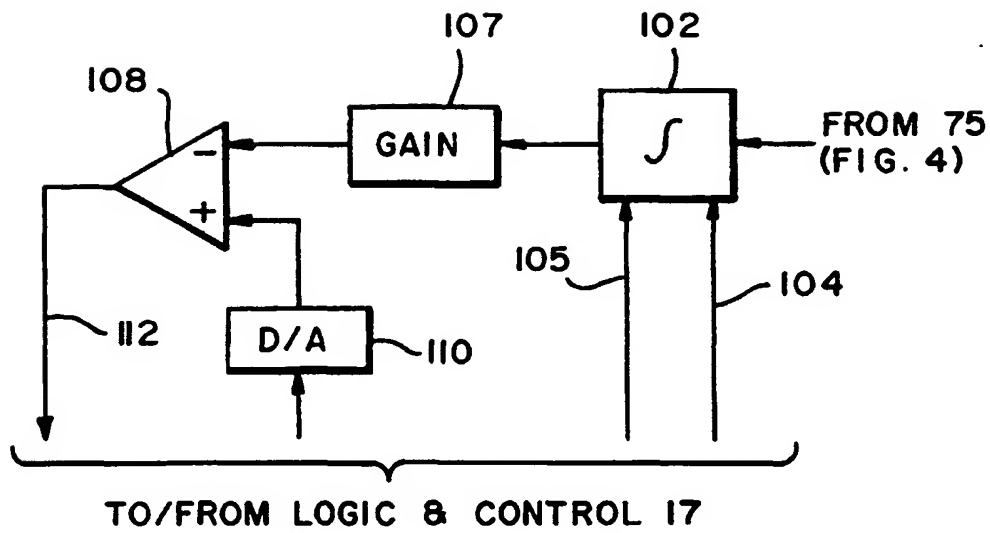 107
102
108
GAIN
∫
FROM 75
(FIG. 4)
−
+
105
104
112
D/A
110
TO/FROM LOGIC & CONTROL 17